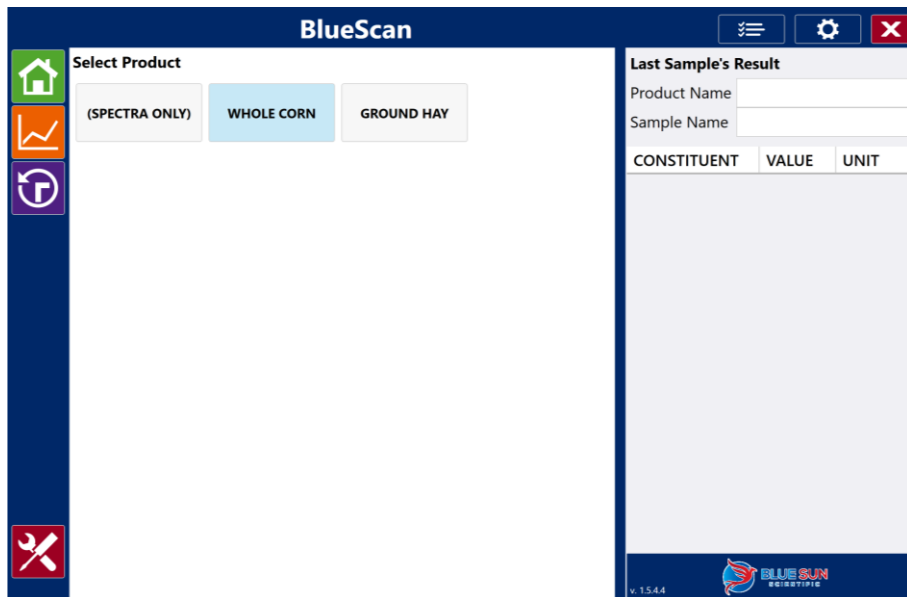 BlueScan
Select Product
(SPECTRA ONLY) WHOLE CORN GROUND HAY
Last Sample's Result
Product Name
Sample Name
CONSTITUENT VALUE UNIT
v. 1.5.4.4
BLUE SUN
SCIENTIFIC